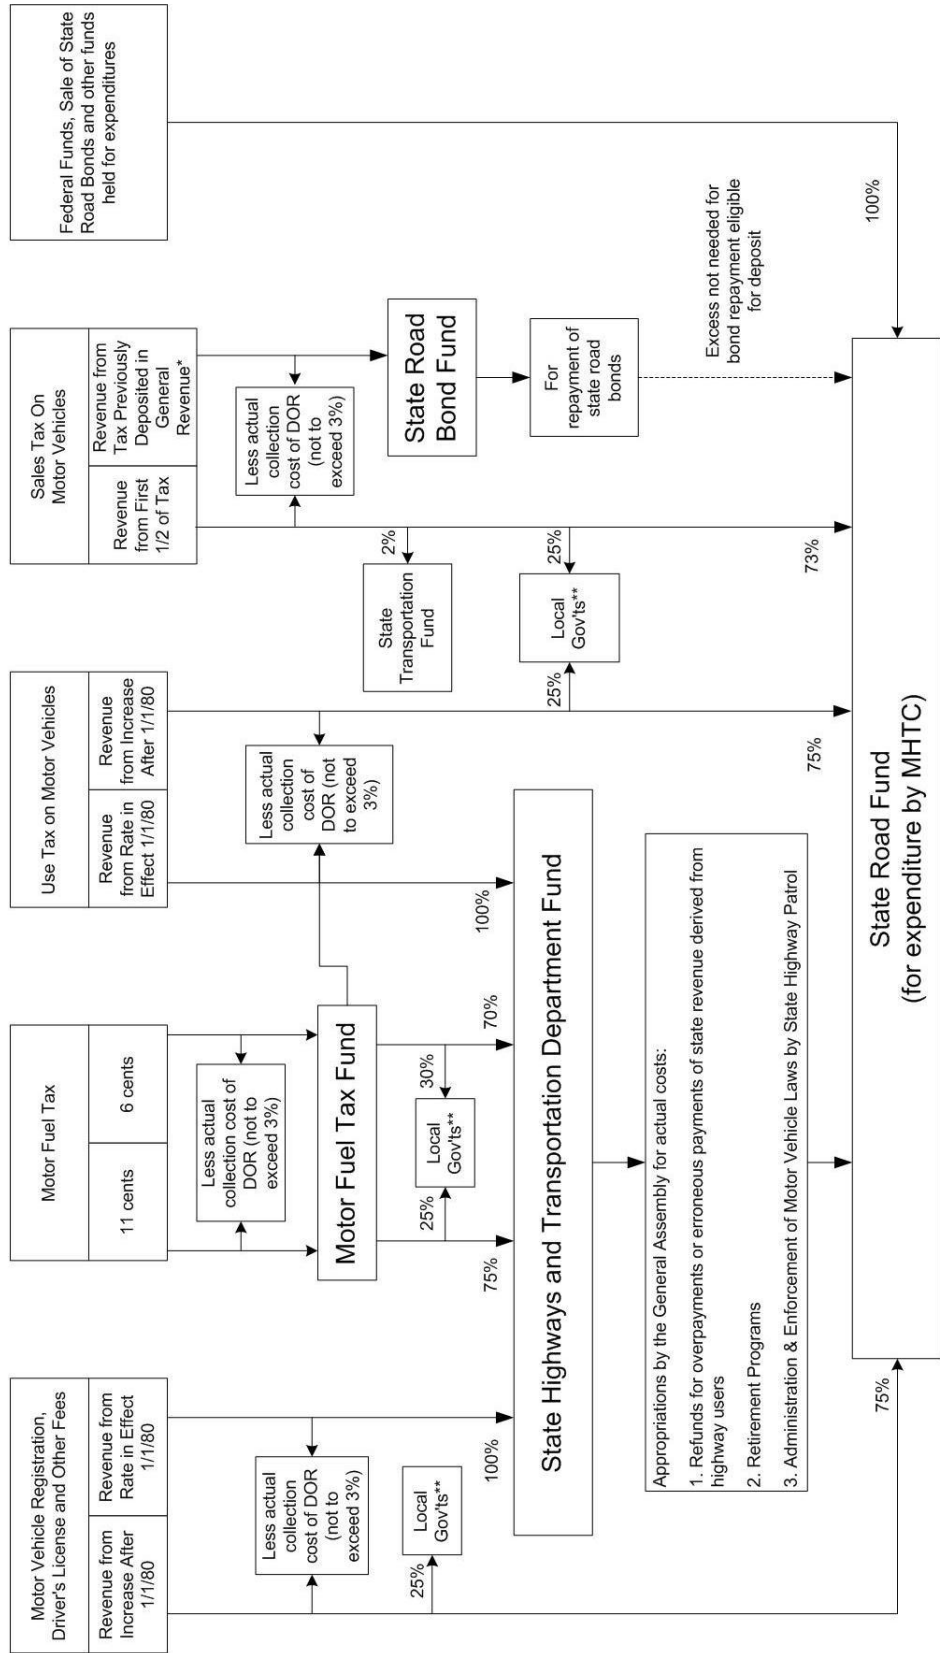 Motor Vehicle Registration,
Driver's License and Other Fees
Revenue from
Increase After
1/1/80
Revenue from
Rate in Effect
1/1/80
Less actual
collection
cost of DOR
(not to
exceed 3%)
25%
Local
Gov'ts**
100%
75%
Motor Fuel Tax
11 cents
6 cents
Less actual
collection cost of
DOR (not to
exceed 3%)
Motor Fuel Tax Fund
25%
Local
Gov'ts**
30%
75%
70%
Use Tax on Motor Vehicles
Revenue
from Rate in
Effect 1/1/80
Revenue
from Increase
After 1/1/80
Less actual
collection
cost of
DOR (not
to exceed
3%)
100%
75%
Sales Tax On
Motor Vehicles
Revenue
from First
1/2 of Tax
Revenue from
Tax Previously
Deposited in
General
Revenue*
Less actual
collection
cost of DOR
(not to
exceed 3%)
2%
State
Transportation
Fund
25%
Local
Gov'ts**
25%
73%
State Road
Bond Fund
For
repayment of
state road
bonds
Excess not needed for
bond repayment eligible
for deposit
Federal Funds, Sale of State
Road Bonds and other funds
held for expenditures
100%
State Highways and Transportation Department Fund
Appropriations by the General Assembly for actual costs:
1. Refunds for overpayments or erroneous payments of state revenue derived from
highway users
2. Retirement Programs
3. Administration & Enforcement of Motor Vehicle Laws by State Highway Patrol
State Road Fund
(for expenditure by MHTC)